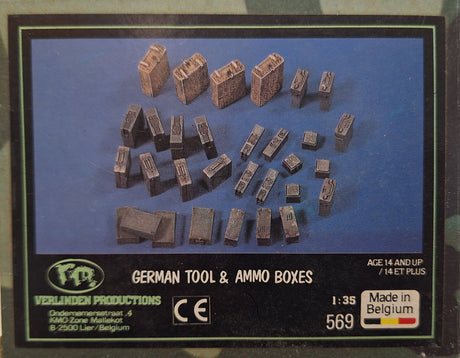 GERMAN TOOL & AMMO BOXES
AGE 14 AND UP
/ 14 ET PLUS
VP
VERLINDEN PRODUCTIONS
Ondernemersstraat .4
KMO Zone Mallekot
B-2500 Lier/Belgium
CE
1:35
569
Made in
Belgium